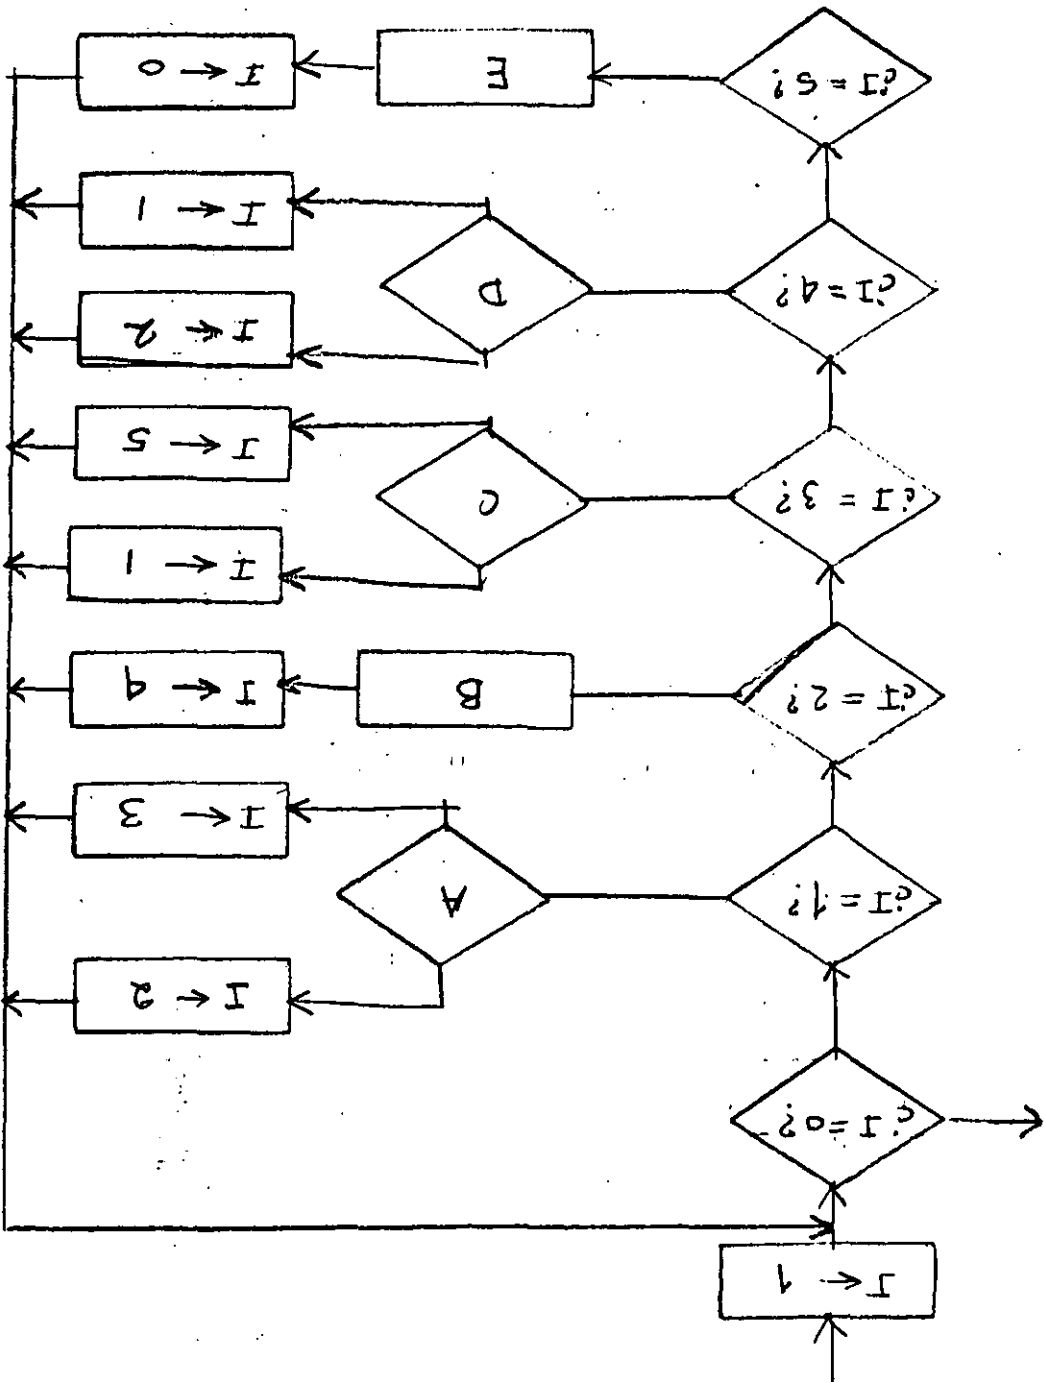 I ← 1
¿I = 0?
I ← 2
¿I = 1?
A
I ← 3
¿I = 2?
B
I ← 4
I ← 1
¿I = 3?
C
I ← 5
I ← 2
¿I = 4?
D
I ← 1
¿I = 5?
E
I ← 0